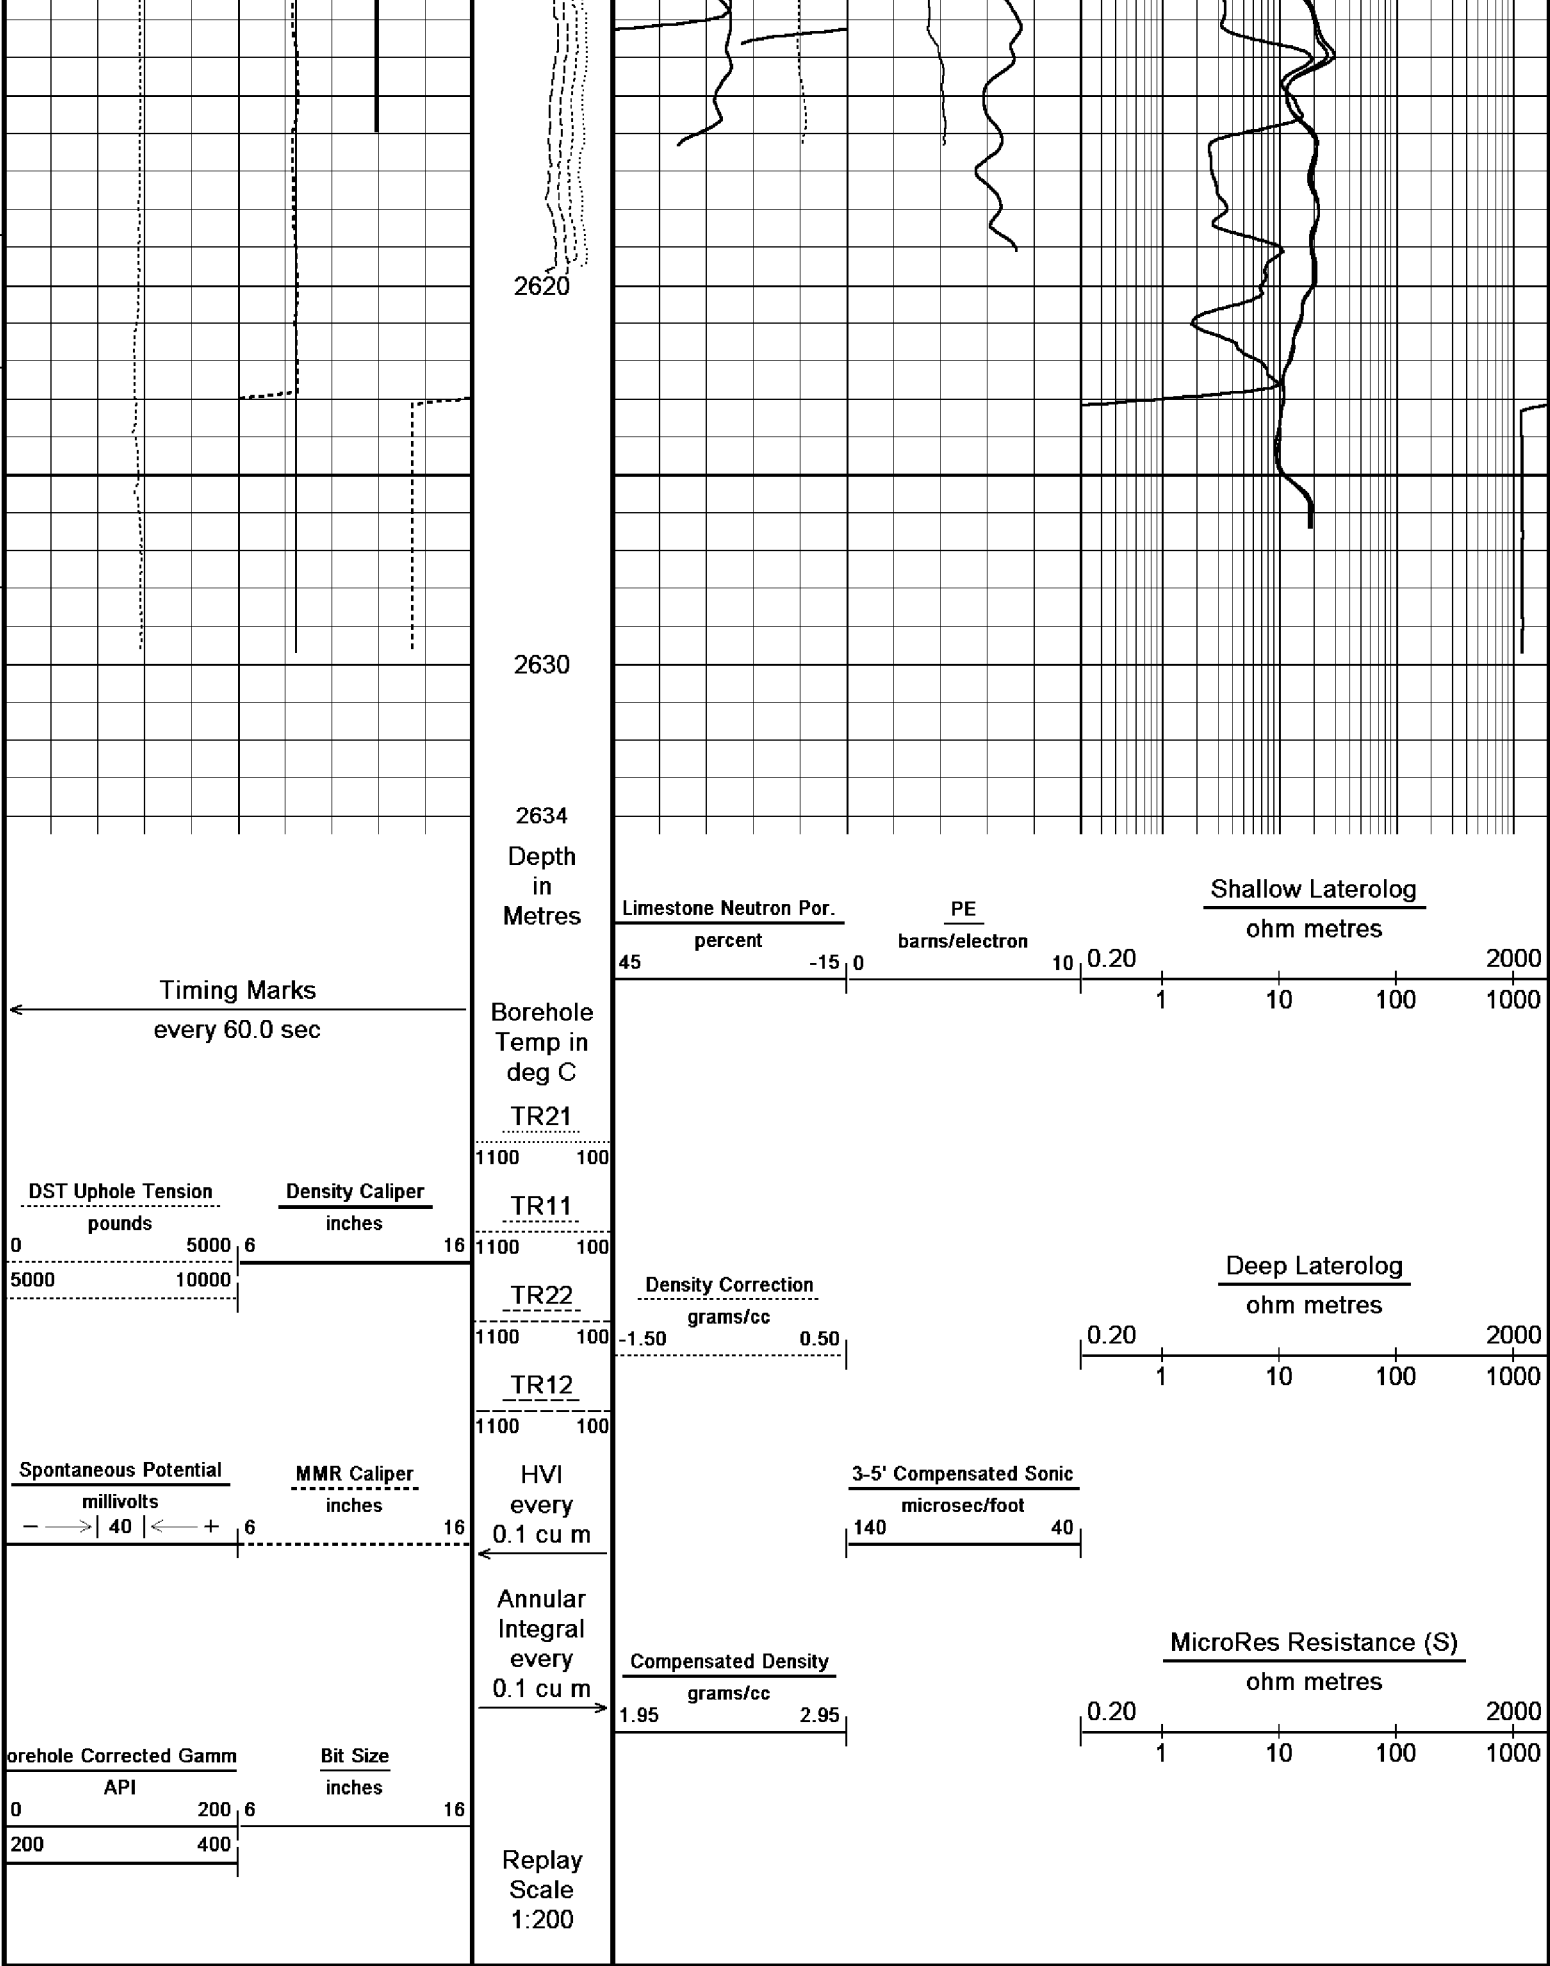 2620
2630
2634
Depth
in
Metres
Limestone Neutron Por.
percent
45 -15
PE
barns/electron
0 10
Shallow Laterolog
ohm metres
0.20 2000
1 10 100 1000
Timing Marks
every 60.0 sec
Borehole
Temp in
deg C
TR21
1100 100
TR11
1100 100
TR22
1100 100
TR12
1100 100
DST Uphole Tension
pounds
0 5000
5000 10000
Density Caliper
inches
6 16
Density Correction
grams/cc
-1.50 0.50
Deep Laterolog
ohm metres
0.20 2000
1 10 100 1000
Spontaneous Potential
millivolts
− →| 40 |← +
MMR Caliper
inches
6 16
HVI
every
0.1 cu m
3-5' Compensated Sonic
microsec/foot
140 40
Annular
Integral
every
0.1 cu m
Compensated Density
grams/cc
1.95 2.95
MicroRes Resistance (S)
ohm metres
0.20 2000
1 10 100 1000
orehole Corrected Gamm
API
0 200
200 400
Bit Size
inches
6 16
Replay
Scale
1:200